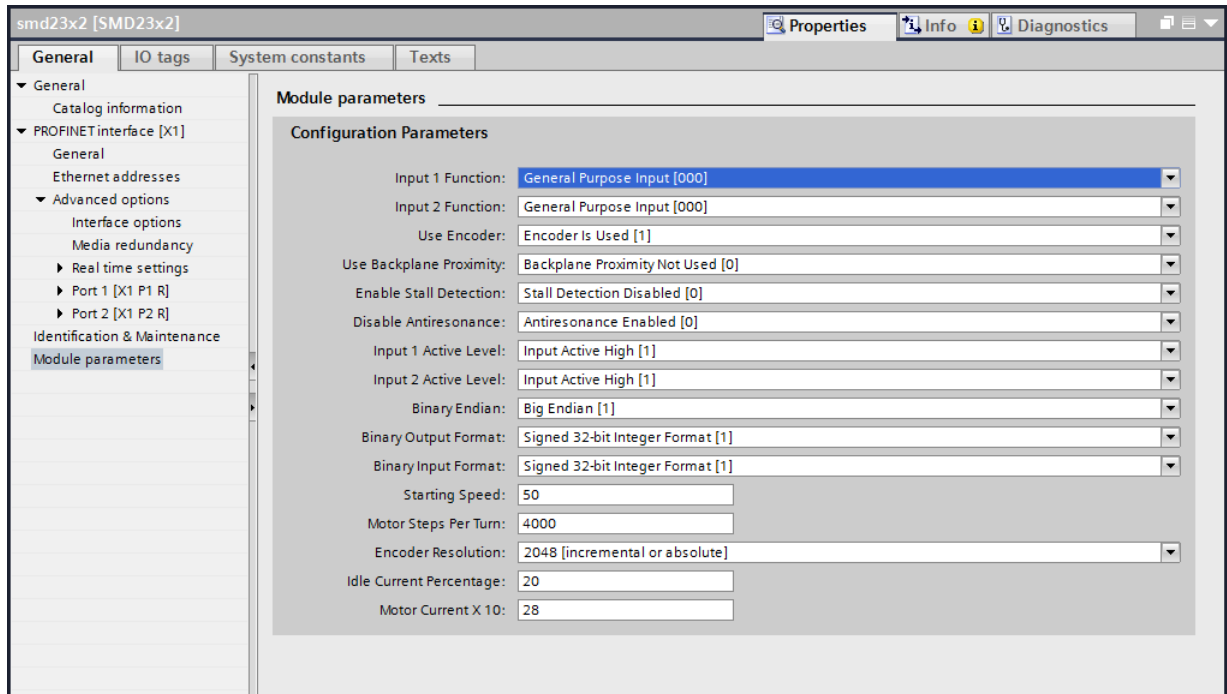 smd23x2 [SMD23x2]
Properties
Info
Diagnostics
General
IO tags
System constants
Texts
General
Catalog information
PROFINET interface [X1]
General
Ethernet addresses
Advanced options
Interface options
Media redundancy
Real time settings
Port 1 [X1 P1 R]
Port 2 [X1 P2 R]
Identification & Maintenance
Module parameters
Module parameters
Configuration Parameters
Input 1 Function: General Purpose Input [000]
Input 2 Function: General Purpose Input [000]
Use Encoder: Encoder Is Used [1]
Use Backplane Proximity: Backplane Proximity Not Used [0]
Enable Stall Detection: Stall Detection Disabled [0]
Disable Antiresonance: Antiresonance Enabled [0]
Input 1 Active Level: Input Active High [1]
Input 2 Active Level: Input Active High [1]
Binary Endian: Big Endian [1]
Binary Output Format: Signed 32-bit Integer Format [1]
Binary Input Format: Signed 32-bit Integer Format [1]
Starting Speed: 50
Motor Steps Per Turn: 4000
Encoder Resolution: 2048 [incremental or absolute]
Idle Current Percentage: 20
Motor Current X 10: 28